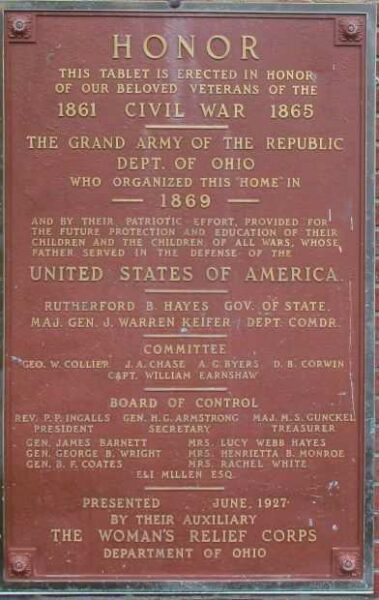 HONOR
THIS TABLET IS ERECTED IN HONOR
OF OUR BELOVED VETERANS OF THE
1861 CIVIL WAR 1865
THE GRAND ARMY OF THE REPUBLIC
DEPT. OF OHIO
WHO ORGANIZED THIS "HOME" IN
1869
AND BY THEIR PATRIOTIC EFFORT, PROVIDED FOR
THE FUTURE PROTECTION AND EDUCATION OF THEIR
CHILDREN AND THE CHILDREN OF ALL WARS, WHOSE
FATHER SERVED IN THE DEFENSE OF THE
UNITED STATES OF AMERICA.
RUTHERFORD B. HAYES GOV. OF STATE.
MAJ. GEN. J. WARREN KEIFER DEPT. COMDR.
COMMITTEE
GEO. W. COLLIER J. A. CHASE A. G. BYERS D. B. CORWIN
CAPT. WILLIAM EARNSHAW
BOARD OF CONTROL
REV. P. P. INGALLS GEN. H. G. ARMSTRONG MAJ. M. S. GUNCKEL
PRESIDENT SECRETARY TREASURER
GEN. JAMES BARNETT MRS. LUCY WEBB HAYES
GEN. GEORGE B. WRIGHT MRS. HENRIETTA B. MONROE
GEN. B. F. COATES MRS. RACHEL WHITE
ELI MILLEN ESQ.
PRESENTED JUNE, 1927
BY THEIR AUXILIARY
THE WOMAN'S RELIEF CORPS
DEPARTMENT OF OHIO